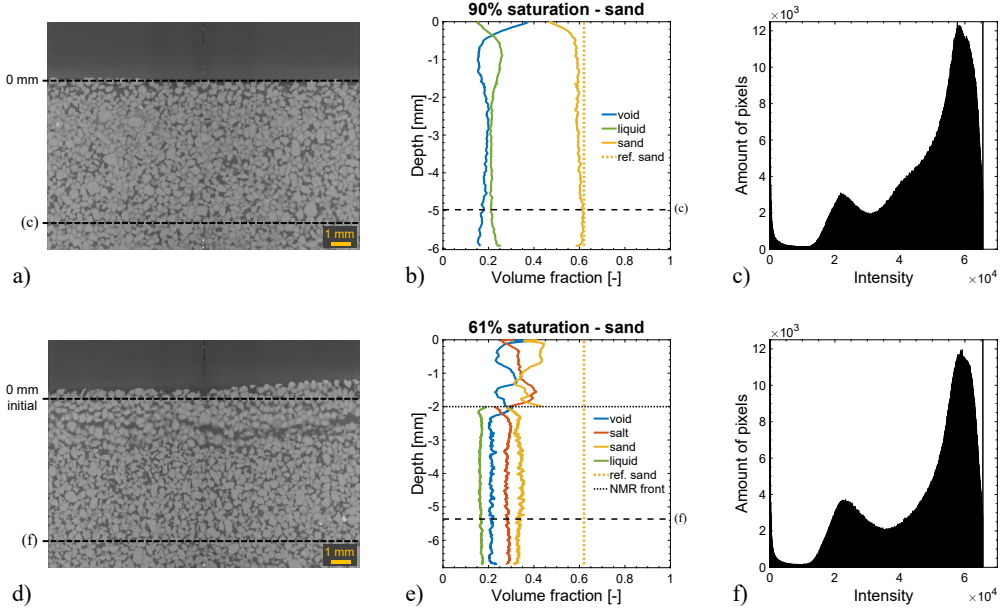 0 mm
(c)
1 mm
a)
90% saturation - sand
Depth [mm]
0
-1
-2
-3
-4
-5
-6
void
liquid
sand
ref. sand
(c)
0 0.2 0.4 0.6 0.8 1
Volume fraction [-]
b)
×10³
Amount of pixels
12
10
8
6
4
2
0
0 2 4 6
×10⁴
Intensity
c)
0 mm
initial
(f)
1 mm
d)
61% saturation - sand
Depth [mm]
0
-1
-2
-3
-4
-5
-6
void
salt
sand
liquid
ref. sand
NMR front
(f)
0 0.2 0.4 0.6 0.8 1
Volume fraction [-]
e)
×10³
Amount of pixels
12
10
8
6
4
2
0
0 2 4 6
×10⁴
Intensity
f)